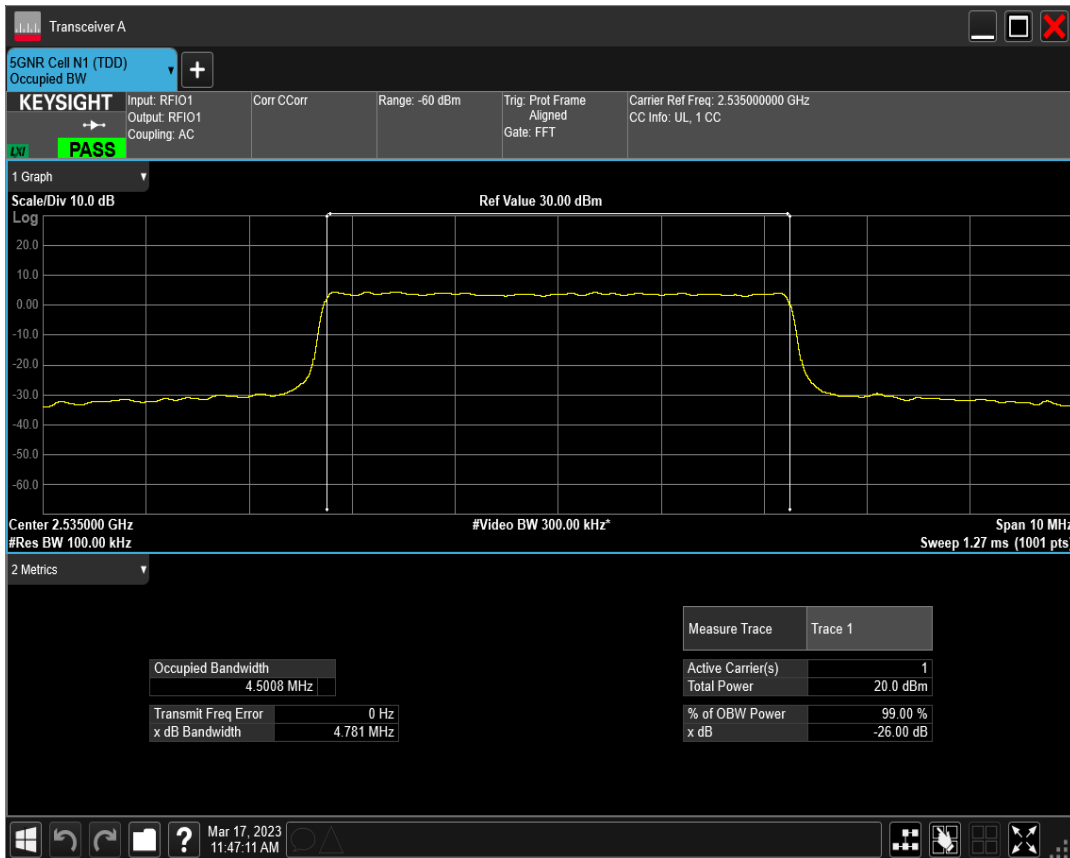 Transceiver A
5GNR Cell N1 (TDD)
Occupied BW
+
KEYSIGHT
LXI
PASS
Input: RFIO1
Output: RFIO1
Coupling: AC
Corr CCorr
Range: -60 dBm
Trig: Prot Frame
Aligned
Gate: FFT
Carrier Ref Freq: 2.535000000 GHz
CC Info: UL, 1 CC
1 Graph
Scale/Div 10.0 dB
Ref Value 30.00 dBm
Log
20.0
10.0
0.00
-10.0
-20.0
-30.0
-40.0
-50.0
-60.0
Center 2.535000 GHz
#Video BW 300.00 kHz*
Span 10 MHz
#Res BW 100.00 kHz
Sweep 1.27 ms (1001 pts)
2 Metrics
Measure Trace Trace 1
Occupied Bandwidth
4.5008 MHz
Active Carrier(s) 1
Total Power 20.0 dBm
Transmit Freq Error 0 Hz
x dB Bandwidth 4.781 MHz
% of OBW Power 99.00 %
x dB -26.00 dB
?
Mar 17, 2023
11:47:11 AM